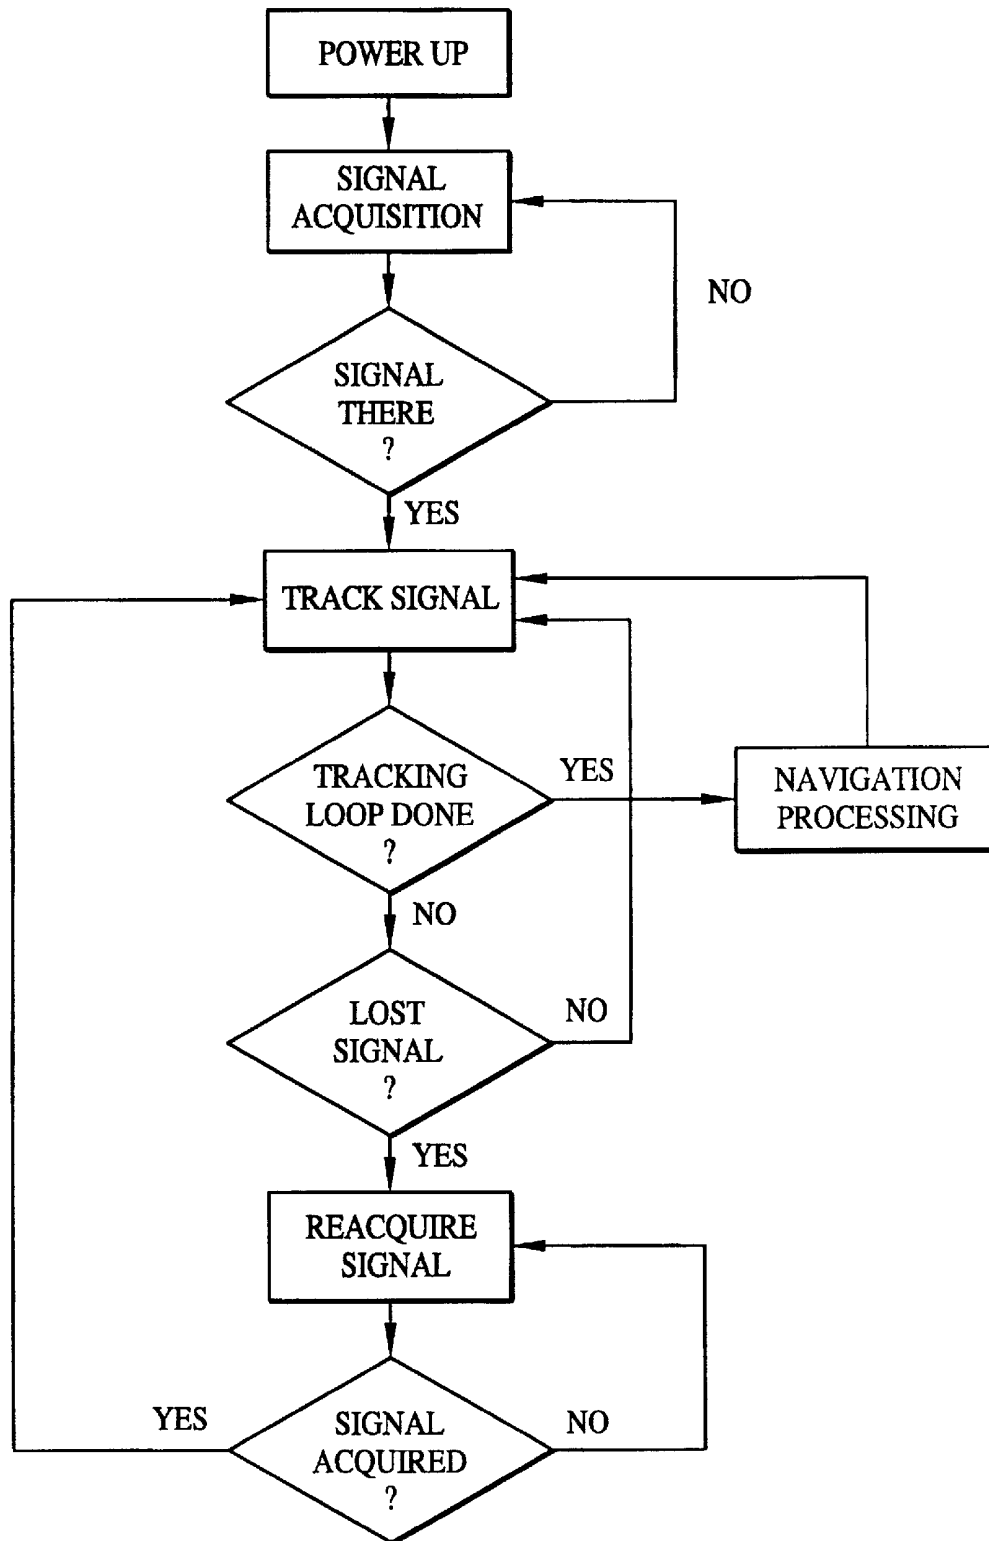 POWER UP
SIGNAL
ACQUISITION
NO
SIGNAL
THERE
?
YES
TRACK SIGNAL
TRACKING
LOOP DONE
?
YES
NAVIGATION
PROCESSING
NO
LOST
SIGNAL
?
NO
YES
REACQUIRE
SIGNAL
YES
SIGNAL
ACQUIRED
?
NO